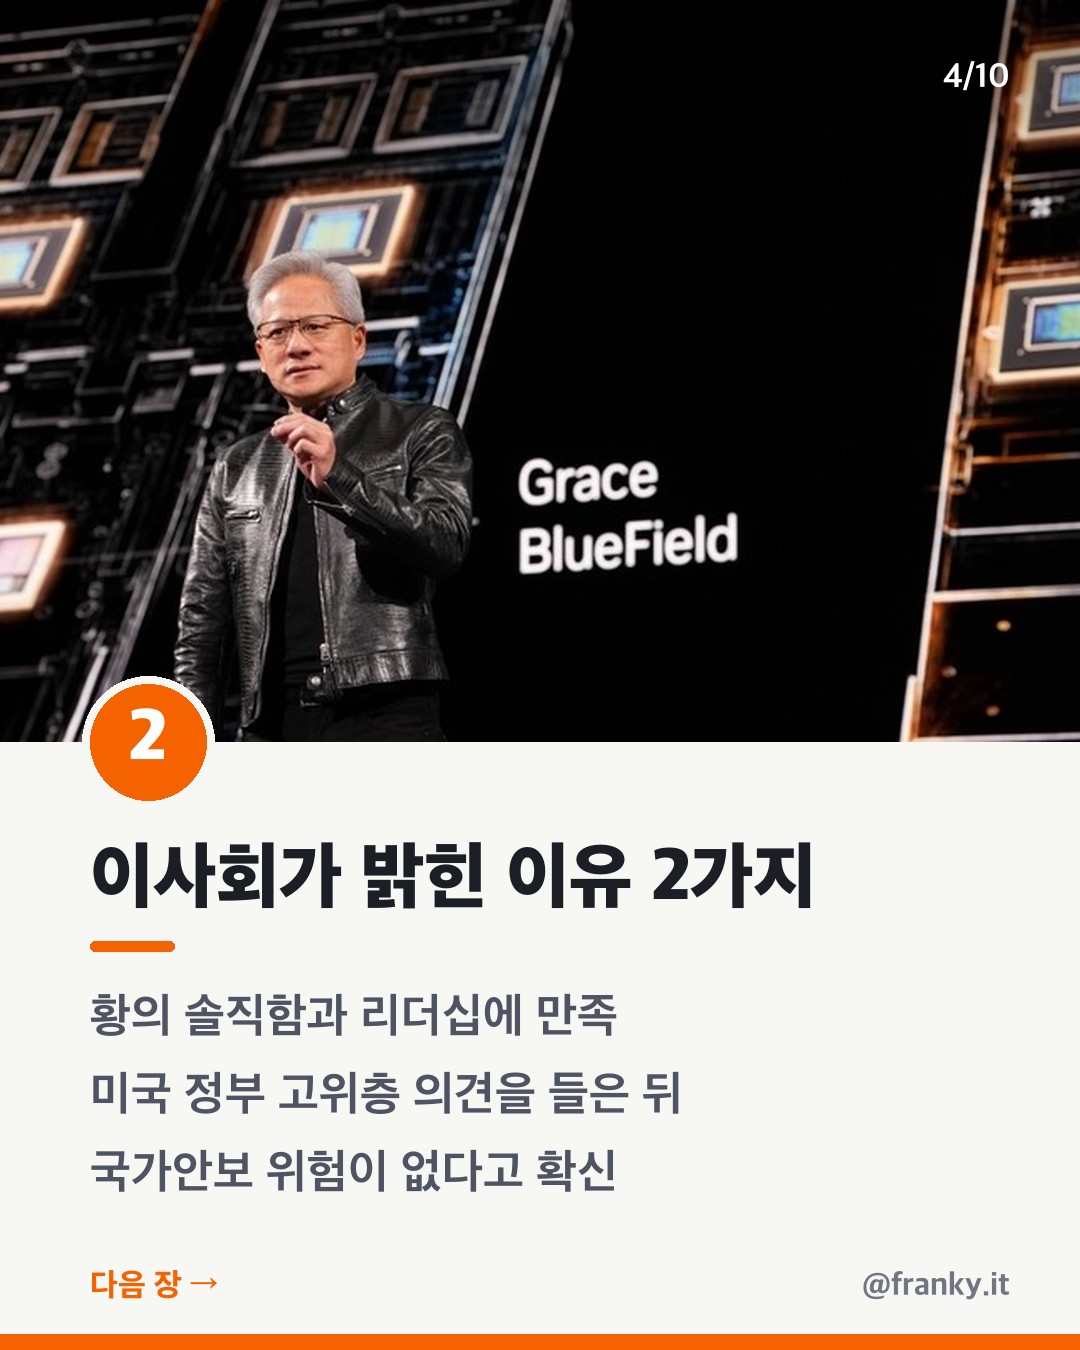 4/10
Grace
BlueField
2
이사회가 밝힌 이유 2가지
황의 솔직함과 리더십에 만족
미국 정부 고위층 의견을 들은 뒤
국가안보 위험이 없다고 확신
다음 장 →
@franky.it